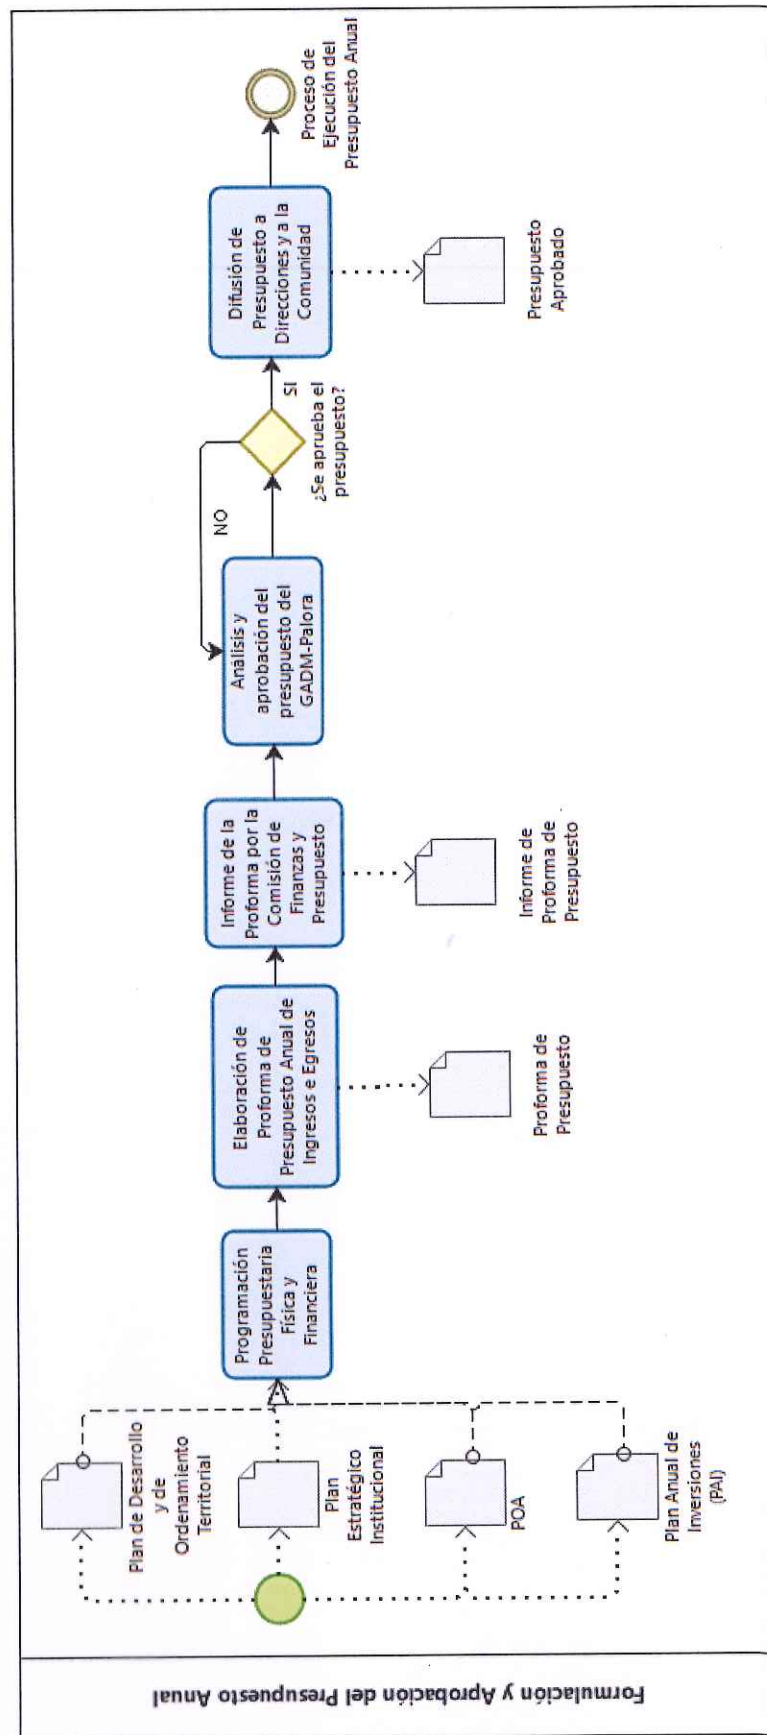 Formulación y Aprobación del Presupuesto Anual
Plan de Desarrollo
y de
Ordenamiento
Territorial
Plan
Estratégico
Institucional
POA
Plan Anual de
Inversiones
(PAI)
Programación
Presupuestaria
Física y
Financiera
Elaboración de
Proforma de
Presupuesto Anual de
Ingresos e Egresos
Proforma de
Presupuesto
Informe de la
Proforma por la
Comisión de
Finanzas y
Presupuesto
Informe de
Proforma de
Presupuesto
Análisis y
aprobación del
presupuesto del
GADM-Palora
NO
¿Se aprueba el
presupuesto?
SI
Difusión de
Presupuesto a
Direcciones y a la
Comunidad
Presupuesto
Aprobado
Proceso de
Ejecución del
Presupuesto Anual